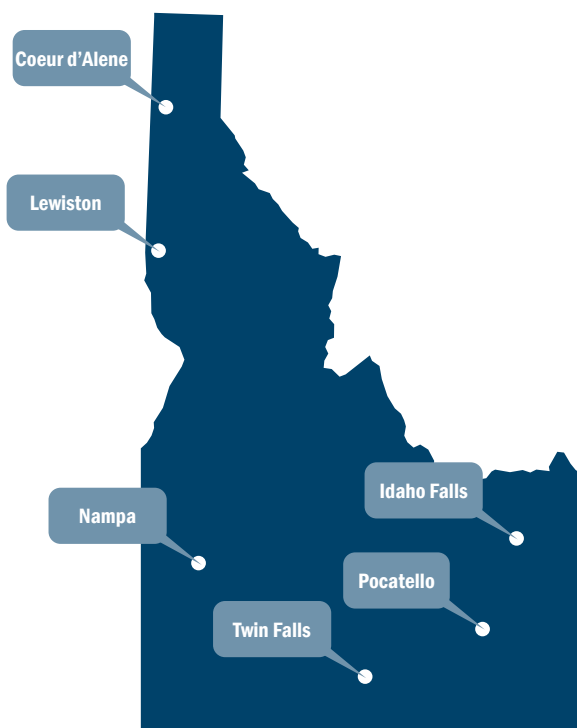 Coeur d’Alene
Lewiston
Idaho Falls
Nampa
Pocatello
Twin Falls